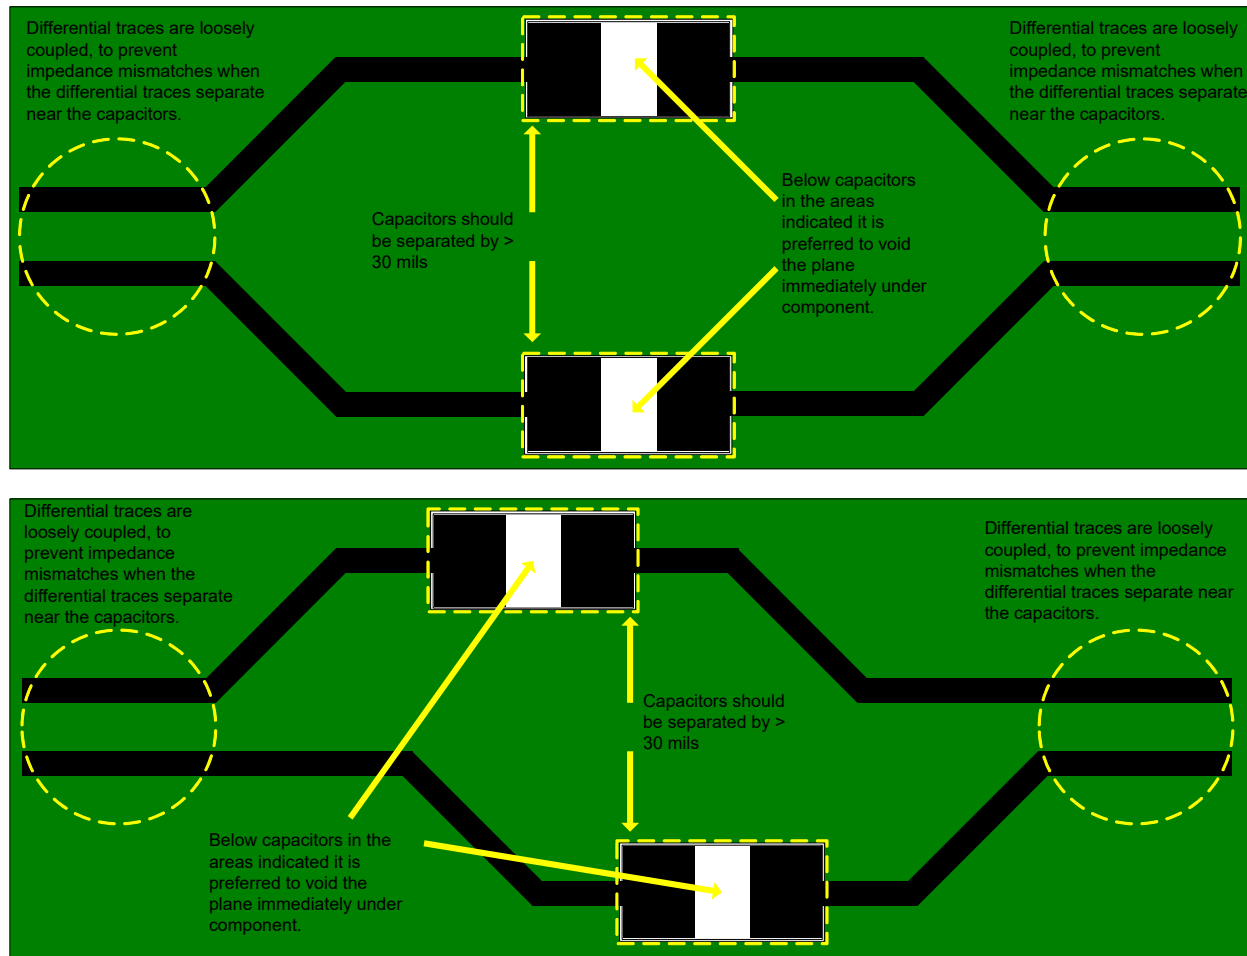 Differential traces are loosely
coupled, to prevent
impedance mismatches when
the differential traces separate
near the capacitors.
Differential traces are loosely
coupled, to prevent
impedance mismatches when
the differential traces separate
near the capacitors.
Capacitors should
be separated by >
30 mils
Below capacitors
in the areas
indicated it is
preferred to void
the plane
immediately under
component.
Differential traces are
loosely coupled, to
prevent impedance
mismatches when the
differential traces separate
near the capacitors.
Differential traces are loosely
coupled, to prevent impedance
mismatches when the
differential traces separate near
the capacitors.
Capacitors should
be separated by >
30 mils
Below capacitors in the
areas indicated it is
preferred to void the
plane immediately under
component.